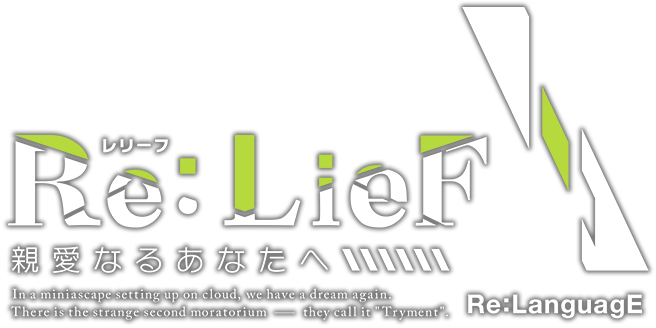 レリーフ
Re:LieF
親愛なるあなたへ
In a miniascape setting up on cloud, we have a dream again.
There is the strange second moratorium —— they call it "Tryment".
Re:LanguagE